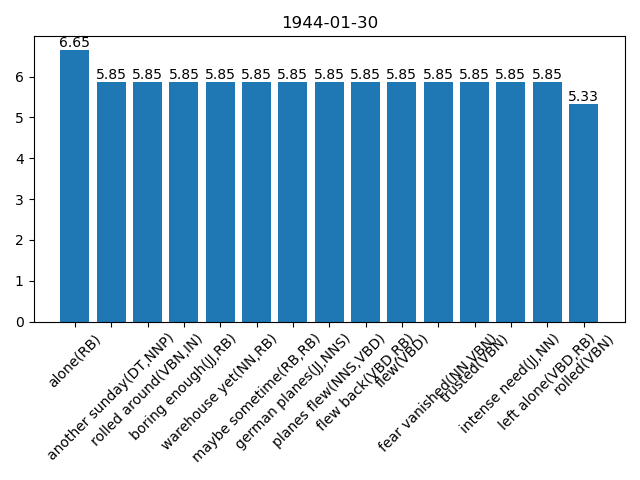 1944-01-30
6.65
5.85
5.85
5.85
5.85
5.85
5.85
5.85
5.85
5.85
5.85
5.85
5.85
5.85
5.33
6
5
4
3
2
1
0
alone(RB)
another sunday(DT,NNP)
rolled around(VBN,IN)
boring enough(JJ,RB)
warehouse yet(NN,RB)
maybe sometime(RB,RB)
german planes(JJ,NNS)
planes flew(NNS,VBD)
flew back(VBD,RB)
flew(VBD)
fear vanished(NN,VBN)
trusted(VBN)
intense need(JJ,NN)
left alone(VBD,RB)
rolled(VBN)